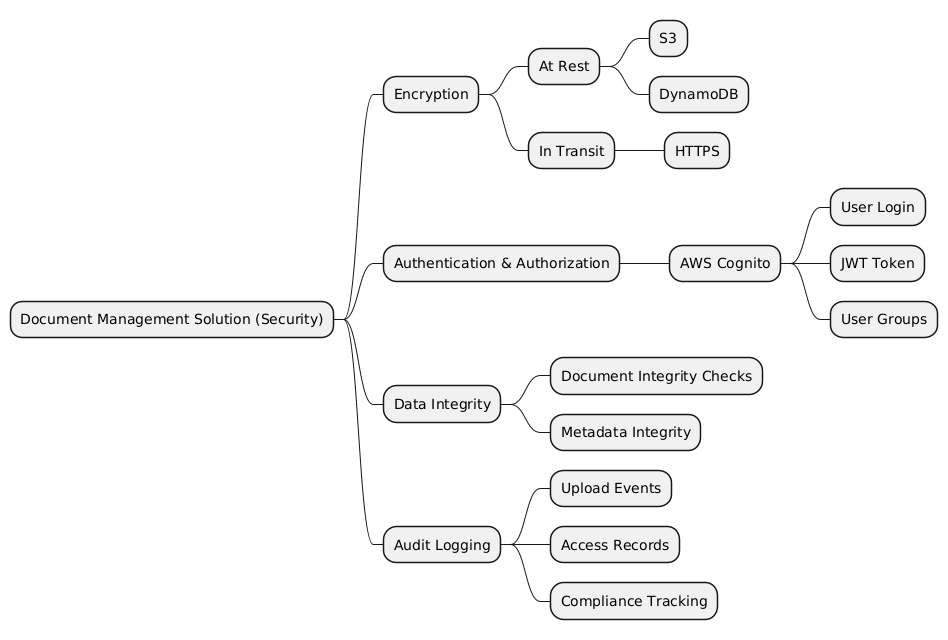 Document Management Solution (Security)
Encryption
At Rest
S3
DynamoDB
In Transit
HTTPS
Authentication & Authorization
AWS Cognito
User Login
JWT Token
User Groups
Data Integrity
Document Integrity Checks
Metadata Integrity
Audit Logging
Upload Events
Access Records
Compliance Tracking